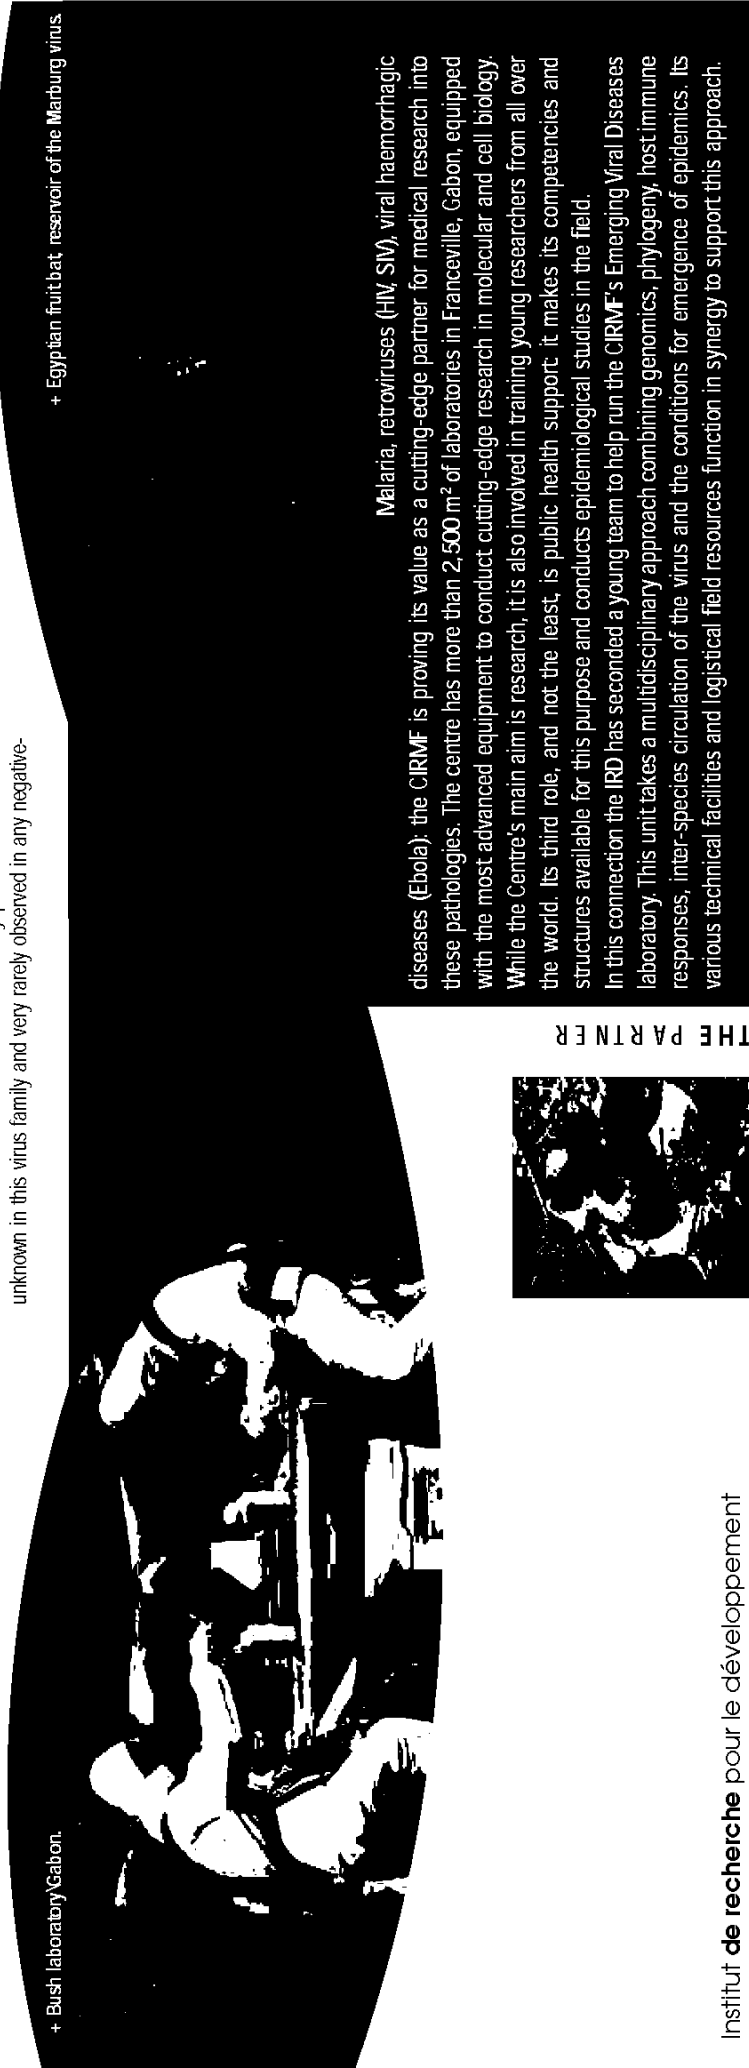 unknown in this virus family and very rarely observed in any negative-
+ Egyptian fruit bat, reservoir of the Marburg virus.
+ Bush laboratory\Gabon.
THE PARTNER
Malaria, retroviruses (HIV, SIV), viral haemorrhagic
diseases (Ebola): the CIRMF is proving its value as a cutting-edge partner for medical research into
these pathologies. The centre has more than 2,500 m² of laboratories in Franceville, Gabon, equipped
with the most advanced equipment to conduct cutting-edge research in molecular and cell biology.
While the Centre's main aim is research, it is also involved in training young researchers from all over
the world. Its third role, and not the least, is public health support: it makes its competencies and
structures available for this purpose and conducts epidemiological studies in the field.
In this connection the IRD has seconded a young team to help run the CIRMF's Emerging Viral Diseases
laboratory. This unit takes a multidisciplinary approach combining genomics, phylogeny, host immune
responses, inter-species circulation of the virus and the conditions for emergence of epidemics. Its
various technical facilities and logistical field resources function in synergy to support this approach.
Institut de recherche pour le développement